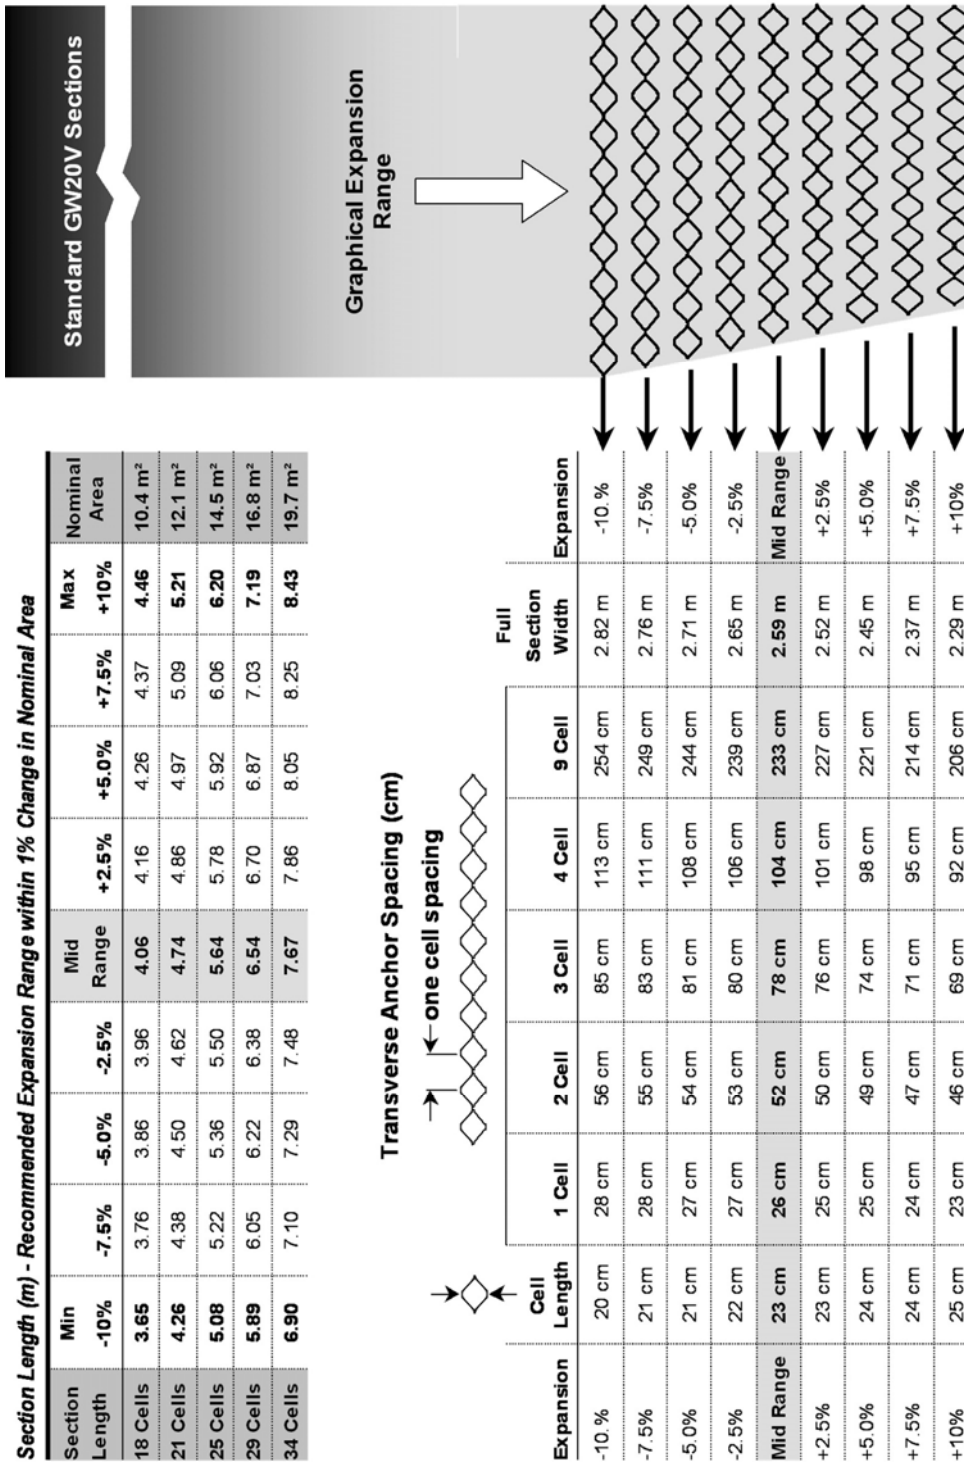 Section Length (m) - Recommended Expansion Range within 1% Change in Nominal Area
Section Length Min -10% -7.5% -5.0% -2.5% Mid Range +2.5% +5.0% +7.5% Max +10% Nominal Area
18 Cells 3.65 3.76 3.86 3.96 4.06 4.16 4.26 4.37 4.46 10.4 m²
21 Cells 4.26 4.38 4.50 4.62 4.74 4.86 4.97 5.09 5.21 12.1 m²
25 Cells 5.08 5.22 5.36 5.50 5.64 5.78 5.92 6.06 6.20 14.5 m²
29 Cells 5.89 6.05 6.22 6.38 6.54 6.70 6.87 7.03 7.19 16.8 m²
34 Cells 6.90 7.10 7.29 7.48 7.67 7.86 8.05 8.25 8.43 19.7 m²
Standard GW20V Sections
Graphical Expansion
Range
Transverse Anchor Spacing (cm)
one cell spacing
Expansion Cell Length 1 Cell 2 Cell 3 Cell 4 Cell 9 Cell Full Section Width Expansion
-10.% 20 cm 28 cm 56 cm 85 cm 113 cm 254 cm 2.82 m -10.%
-7.5% 21 cm 28 cm 55 cm 83 cm 111 cm 249 cm 2.76 m -7.5%
-5.0% 21 cm 27 cm 54 cm 81 cm 108 cm 244 cm 2.71 m -5.0%
-2.5% 22 cm 27 cm 53 cm 80 cm 106 cm 239 cm 2.65 m -2.5%
Mid Range 23 cm 26 cm 52 cm 78 cm 104 cm 233 cm 2.59 m Mid Range
+2.5% 23 cm 25 cm 50 cm 76 cm 101 cm 227 cm 2.52 m +2.5%
+5.0% 24 cm 25 cm 49 cm 74 cm 98 cm 221 cm 2.45 m +5.0%
+7.5% 24 cm 24 cm 47 cm 71 cm 95 cm 214 cm 2.37 m +7.5%
+10% 25 cm 23 cm 46 cm 69 cm 92 cm 206 cm 2.29 m +10%